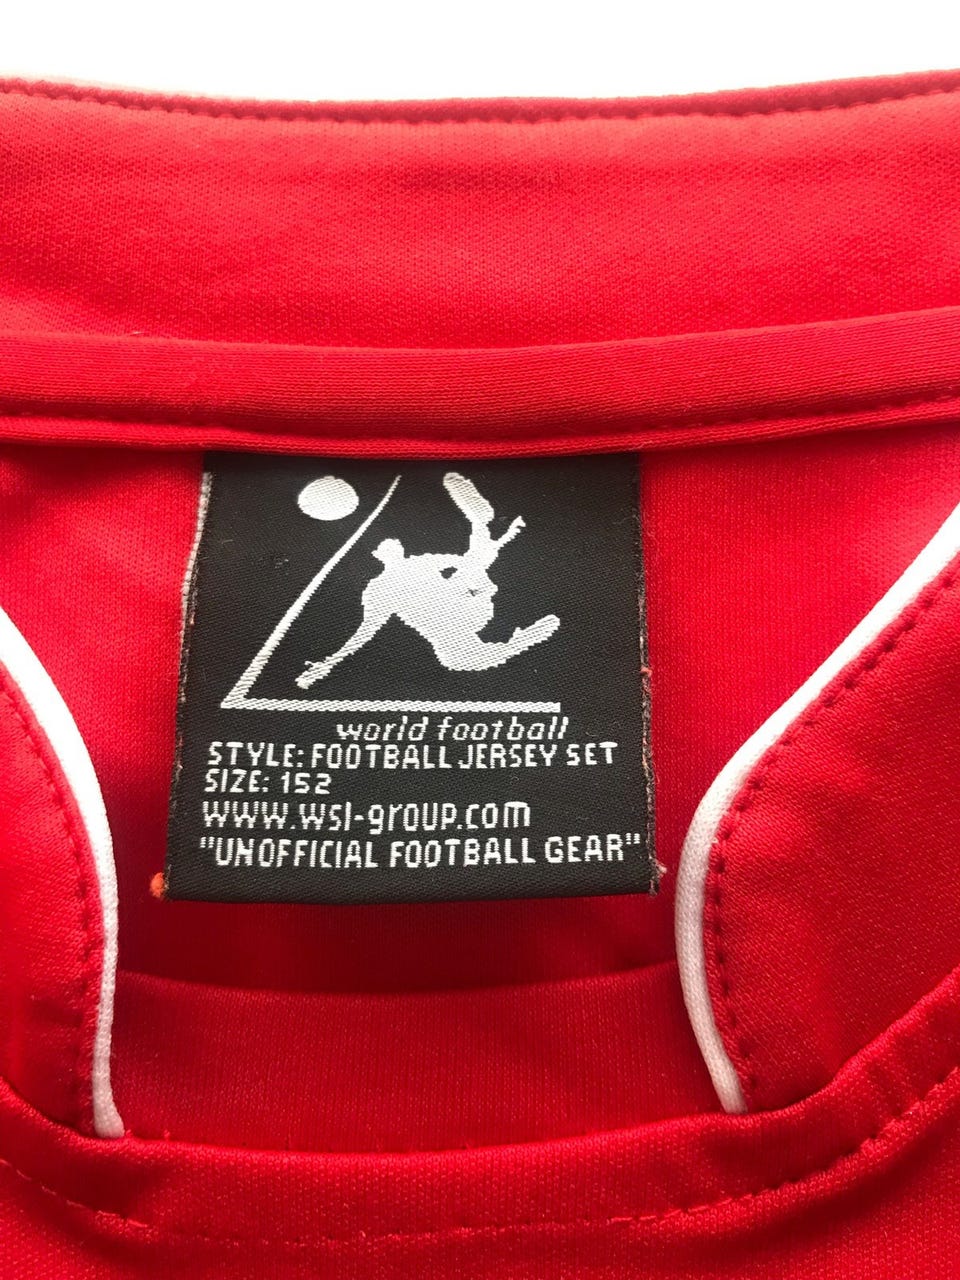 world football
STYLE: FOOTBALL JERSEY SET
SIZE: 152
www.wsl-group.com
"UNOFFICIAL FOOTBALL GEAR"